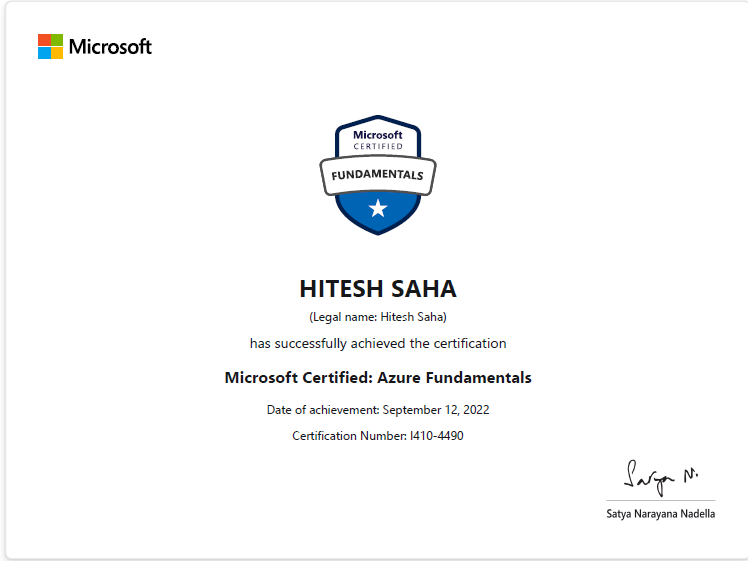 Microsoft
Microsoft
CERTIFIED
FUNDAMENTALS
HITESH SAHA
(Legal name: Hitesh Saha)
has successfully achieved the certification
Microsoft Certified: Azure Fundamentals
Date of achievement: September 12, 2022
Certification Number: I410-4490
Satya N.
Satya Narayana Nadella